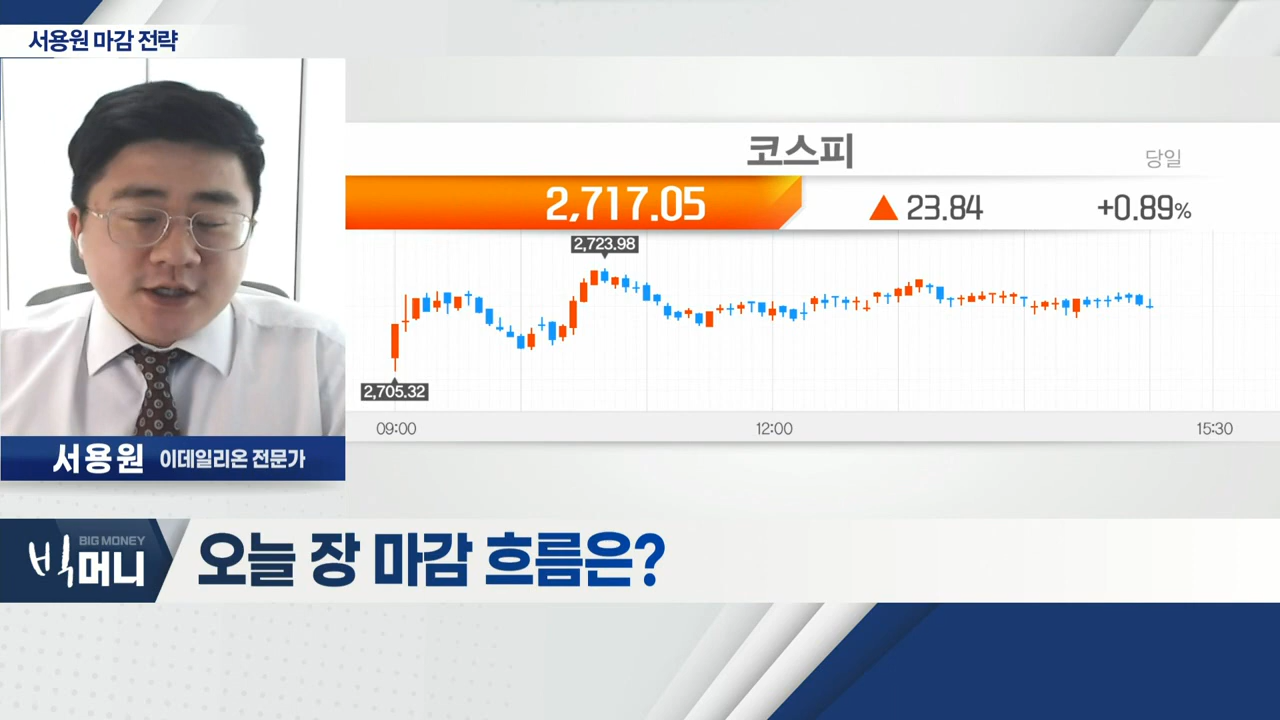 서용원 마감 전략
코스피
당일
2,717.05 ▲ 23.84 +0.89%
2,723.98
2,705.32
09:00 12:00 15:30
서용원 이데일리온 전문가
BIG MONEY
빅머니
오늘 장 마감 흐름은?